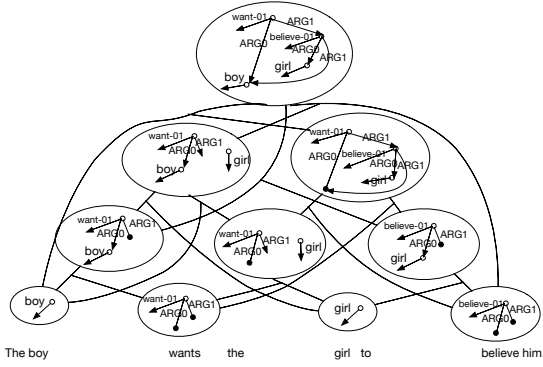 want-01 ARG1
believe-01
ARG0 ARG0
ARG1
girl
boy
want-01 ARG1
ARG0
boy girl
want-01 ARG1
ARG0 believe-01
ARG0 ARG1
girl
want-01 ARG1
ARG0
boy
want-01 ARG1
ARG0 girl
believe-01 ARG1
ARG0
girl
boy
want-01 ARG1
ARG0
girl
believe-01 ARG1
ARG0
The boy wants the girl to believe him